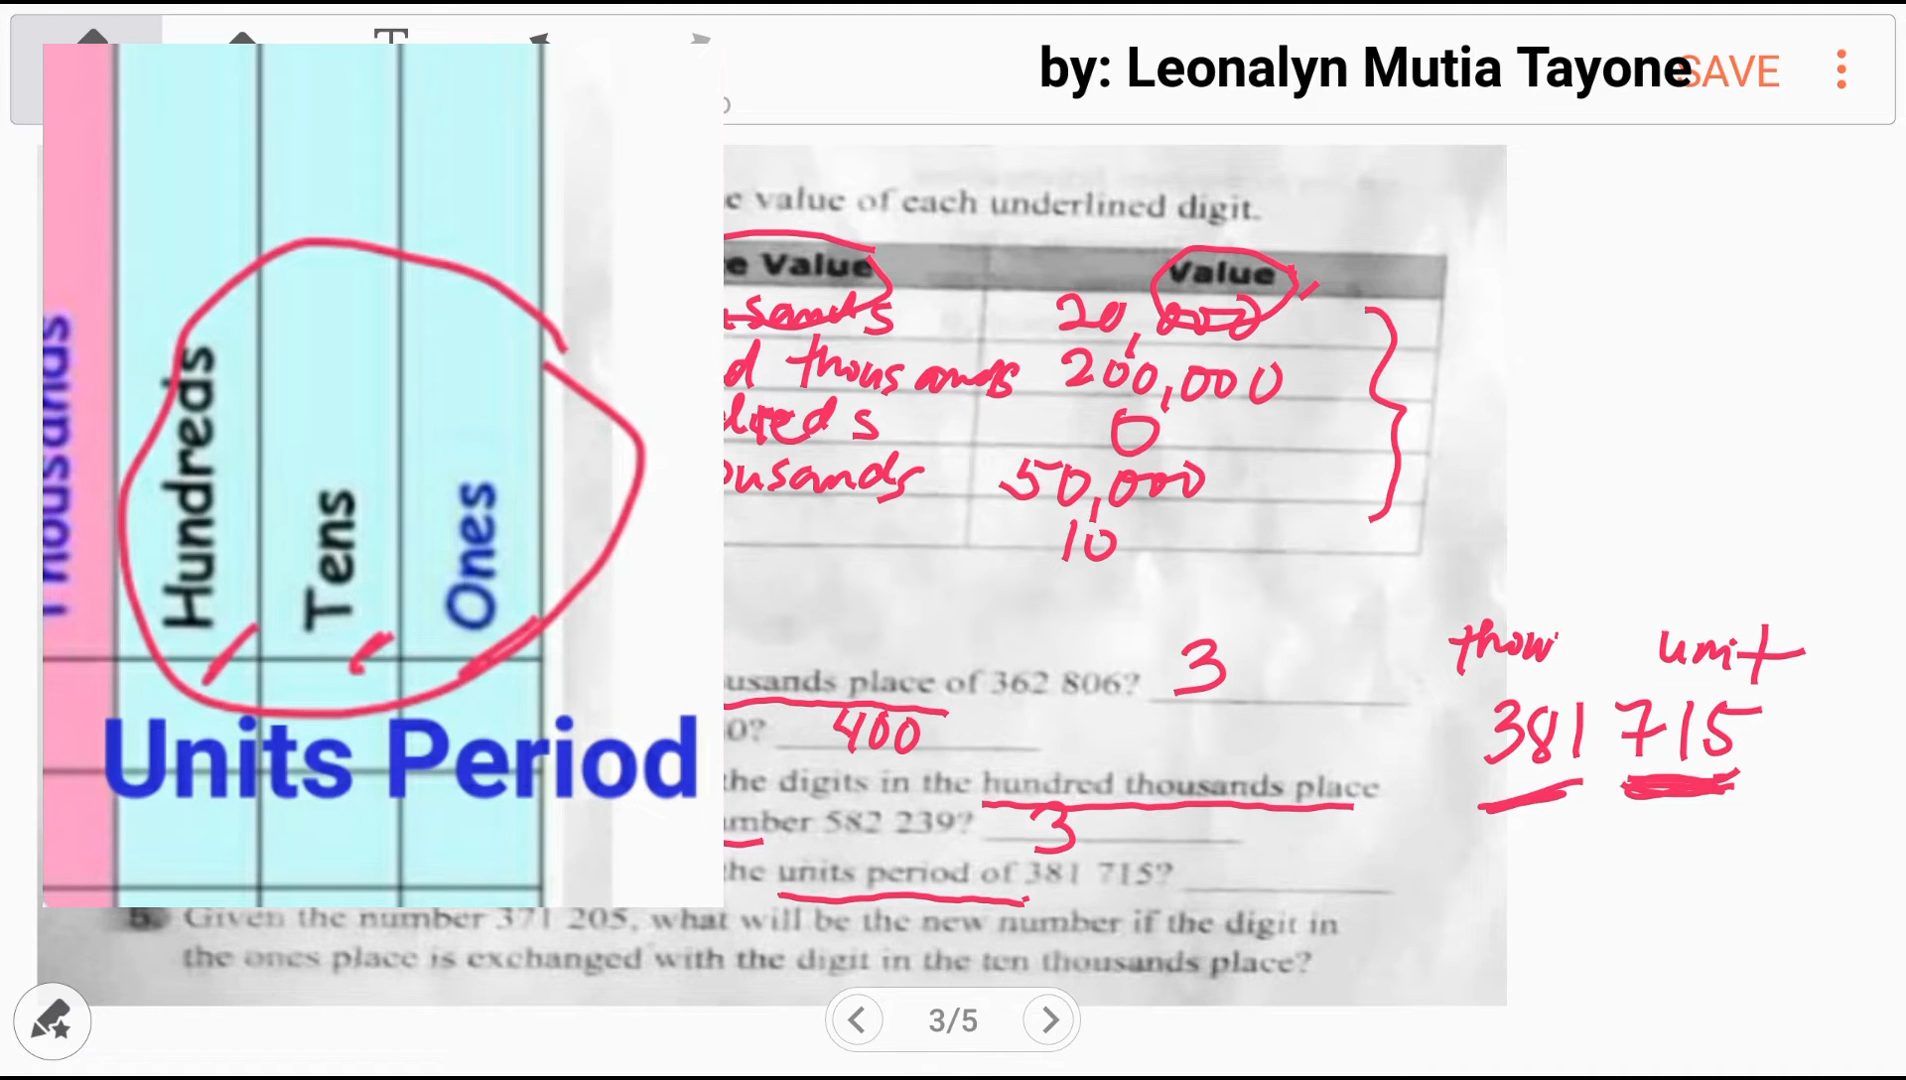 by: Leonalyn Mutia Tayone
SAVE
e value of each underlined digit.
e Value Value
sands 20,000
d thousands 200,000
dreds 0
ousands 50,000
10
Thousands
Hundreds
Tens
Ones
Units Period
usands place of 362 806? 3
0? 400
the digits in the hundred thousands place
mber 582 239? 3
he units period of 381 715?
5. Given the number 371 205, what will be the new number if the digit in
the ones place is exchanged with the digit in the ten thousands place?
thou unit
381 715
3/5